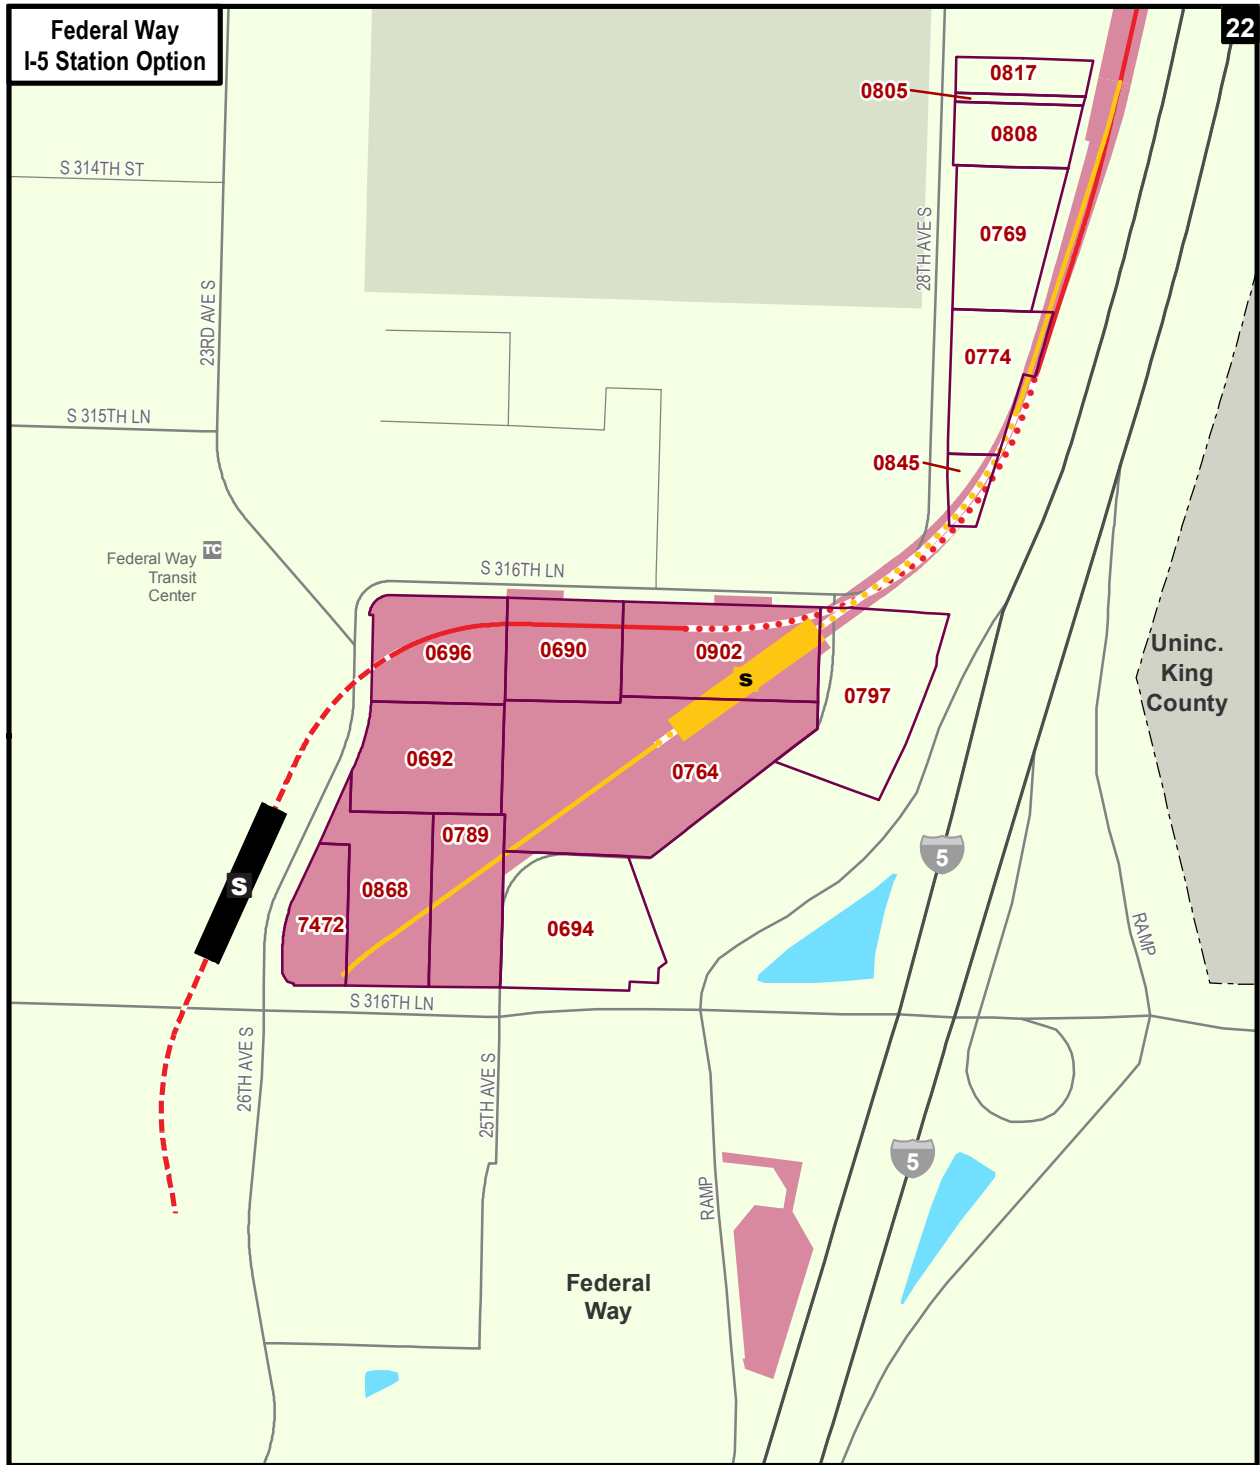 Federal Way
I-5 Station Option
22
0817
0805
0808
S 314TH ST
28TH AVE S
0769
23RD AVE S
0774
S 315TH LN
0845
TC
Federal Way
Transit
Center
S 316TH LN
0696
0690
0902
S
0797
Uninc.
King
County
0692
0764
0789
5
S
0868
7472
0694
RAMP
S 316TH LN
26TH AVE S
25TH AVE S
5
RAMP
Federal
Way